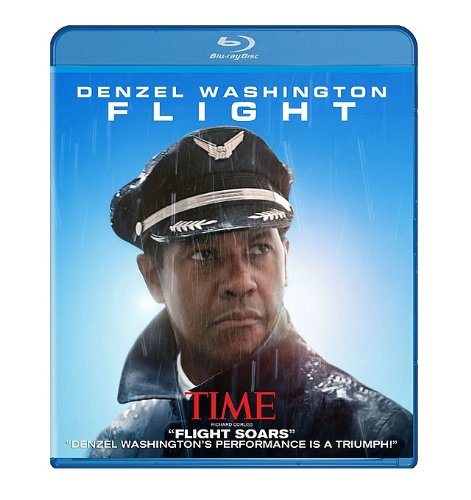 Blu-ray Disc
DENZEL WASHINGTON
FLIGHT
TIME
RICHARD CORLISS
“FLIGHT SOARS”
“DENZEL WASHINGTON'S PERFORMANCE IS A TRIUMPH!”